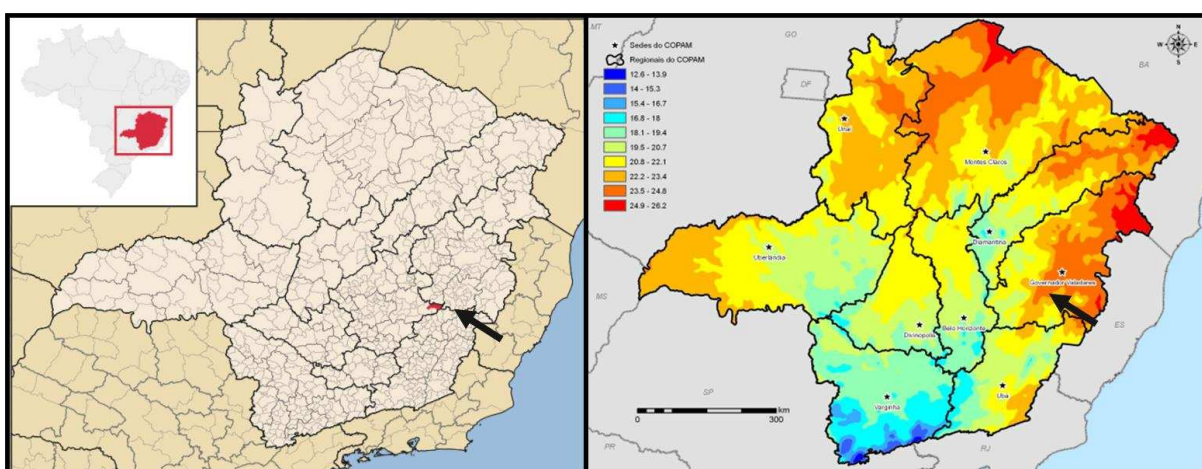 MT
GO
DF
BA
N
W
E
S
Sedes do COPAM
Regionais do COPAM
12.6 - 13.9
14 - 15.3
15.4 - 16.7
16.8 - 18
18.1 - 19.4
19.5 - 20.7
20.8 - 22.1
22.2 - 23.4
23.5 - 24.8
24.9 - 26.2
Unaí
Montes Claros
Diamantina
Uberlândia
Governador Valadares
Belo Horizonte
Divinópolis
MS
ES
Varginha
Ubá
SP
0
300
km
PR
RJ